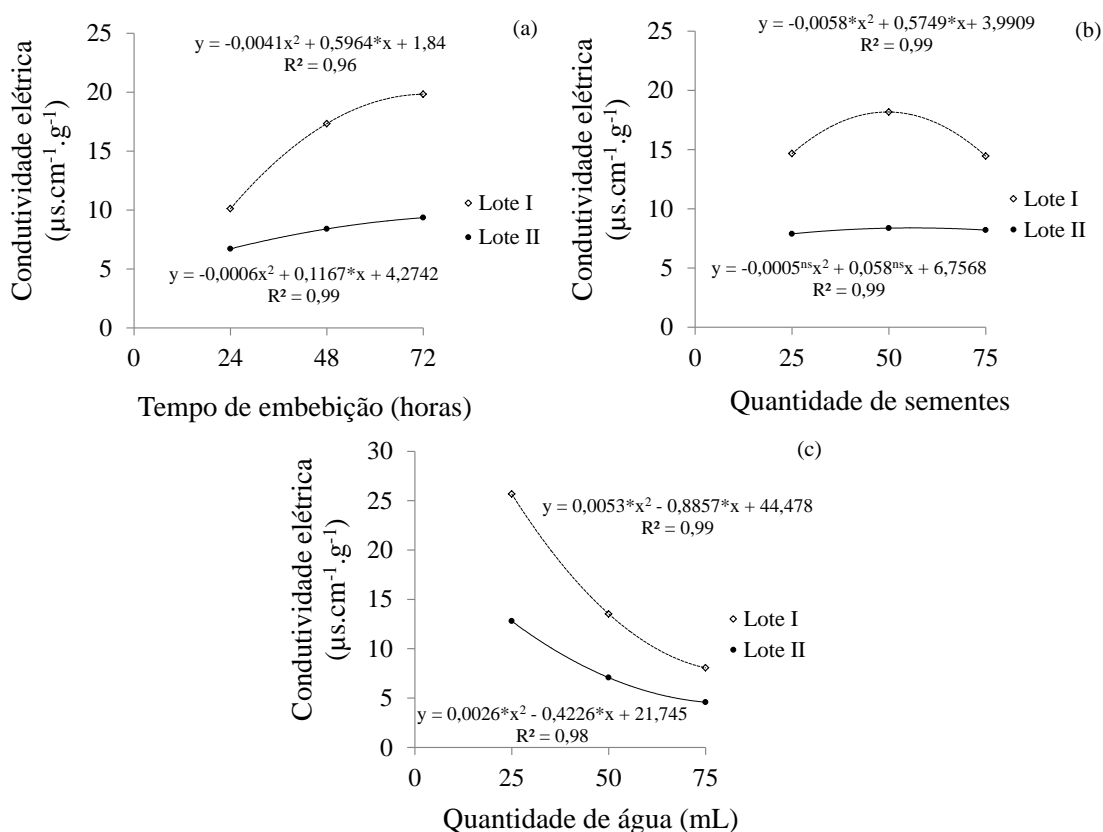 (a)
y = -0,0041x² + 0,5964*x + 1,84
R² = 0,96
Condutividade elétrica
(µs.cm⁻¹.g⁻¹)
25
20
15
10
5
0
Lote I
Lote II
y = -0,0006x² + 0,1167*x + 4,2742
R² = 0,99
0 24 48 72
Tempo de embebição (horas)
y = -0,0058*x² + 0,5749*x+ 3,9909
R² = 0,99
(b)
Condutividade elétrica
(µs.cm⁻¹.g⁻¹)
25
20
15
10
5
0
Lote I
Lote II
y = -0,0005ⁿˢx² + 0,058ⁿˢx + 6,7568
R² = 0,99
0 25 50 75
Quantidade de sementes
(c)
Condutividade elétrica
(µs.cm⁻¹.g⁻¹)
30
25
20
15
10
5
0
y = 0,0053*x² - 0,8857*x + 44,478
R² = 0,99
Lote I
Lote II
y = 0,0026*x² - 0,4226*x + 21,745
R² = 0,98
0 25 50 75
Quantidade de água (mL)